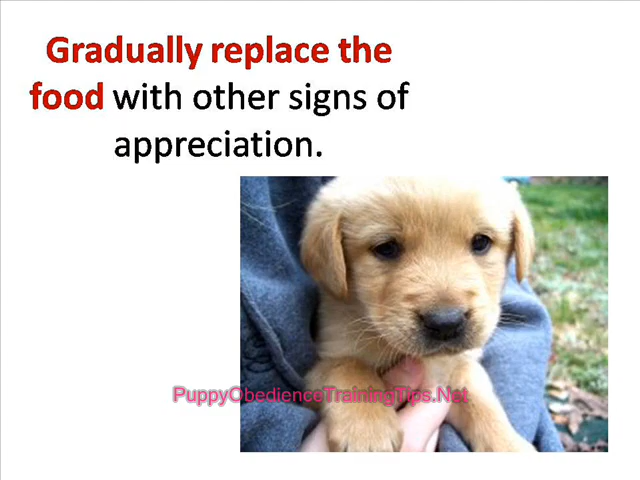 Gradually replace the
food with other signs of
appreciation.
PuppyObedienceTrainingTips.Net